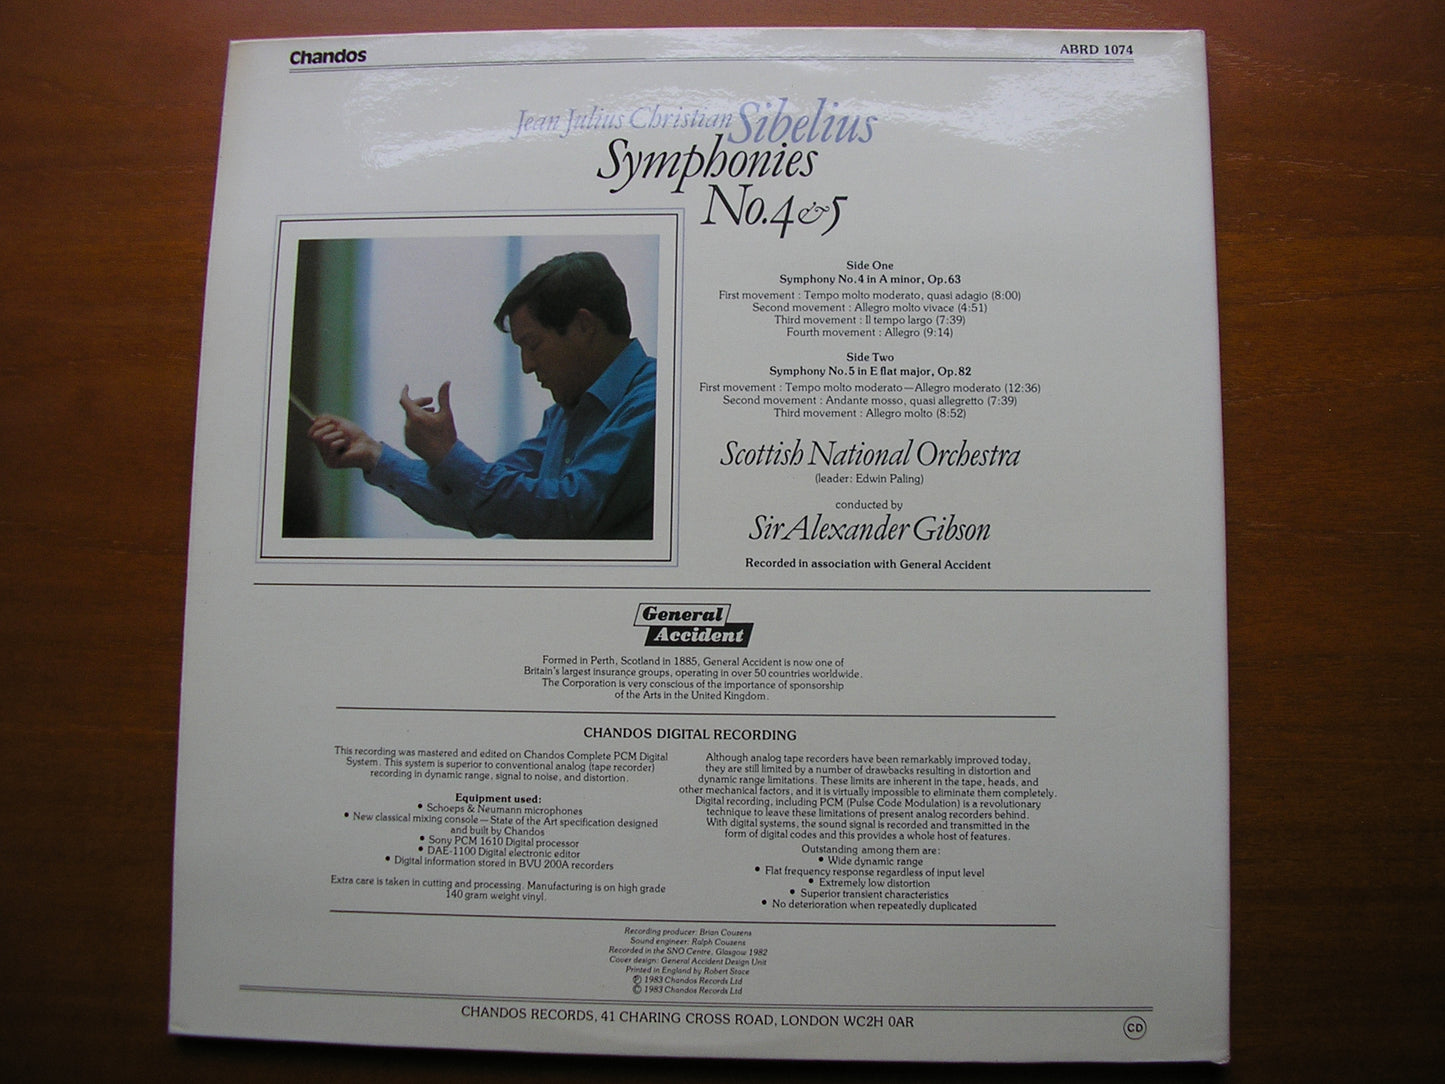 Chandos
ABRD 1074
Jean Julius Christian Sibelius
Symphonies
No. 4 & 5
Side One
Symphony No. 4 in A minor, Op. 63
First movement : Tempo molto moderato, quasi adagio (8:00)
Second movement : Allegro molto vivace (4:51)
Third movement : Il tempo largo (7:39)
Fourth movement : Allegro (9:14)
Side Two
Symphony No. 5 in E flat major, Op. 82
First movement : Tempo molto moderato—Allegro moderato (12:36)
Second movement : Andante mosso, quasi allegretto (7:39)
Third movement : Allegro molto (8:52)
Scottish National Orchestra
(leader: Edwin Paling)
conducted by
Sir Alexander Gibson
Recorded in association with General Accident
General
Accident
Formed in Perth, Scotland in 1885, General Accident is now one of
Britain's largest insurance groups, operating in over 50 countries worldwide.
The Corporation is very conscious of the importance of sponsorship
of the Arts in the United Kingdom.
CHANDOS DIGITAL RECORDING
This recording was mastered and edited on Chandos Complete PCM Digital
System. This system is superior to conventional analog (tape recorder)
recording in dynamic range, signal to noise, and distortion.
Equipment used:
• Schoeps & Neumann microphones
• New classical mixing console — State of the Art specification designed
and built by Chandos
• Sony PCM 1610 Digital processor
• DAE-1100 Digital electronic editor
• Digital information stored in BVU 200A recorders
Extra care is taken in cutting and processing. Manufacturing is on high grade
140 gram weight vinyl.
Although analog tape recorders have been remarkably improved today,
they are still limited by a number of drawbacks resulting in distortion and
dynamic range limitations. These limits are inherent in the tape, heads, and
other mechanical factors, and it is virtually impossible to eliminate them completely.
Digital recording, including PCM (Pulse Code Modulation) is a revolutionary
technique to leave these limitations of present analog recorders behind.
With digital systems, the sound signal is recorded and transmitted in the
form of digital codes and this provides a whole host of features.
Outstanding among them are:
• Wide dynamic range
• Flat frequency response regardless of input level
• Extremely low distortion
• Superior transient characteristics
• No deterioration when repeatedly duplicated
Recording producer: Brian Couzens
Sound engineer: Ralph Couzens
Recorded in the SNO Centre, Glasgow 1982
Cover design: General Accident Design Unit
Printed in England by Robert Stace
℗ 1983 Chandos Records Ltd
© 1983 Chandos Records Ltd
CHANDOS RECORDS, 41 CHARING CROSS ROAD, LONDON WC2H 0AR
CD